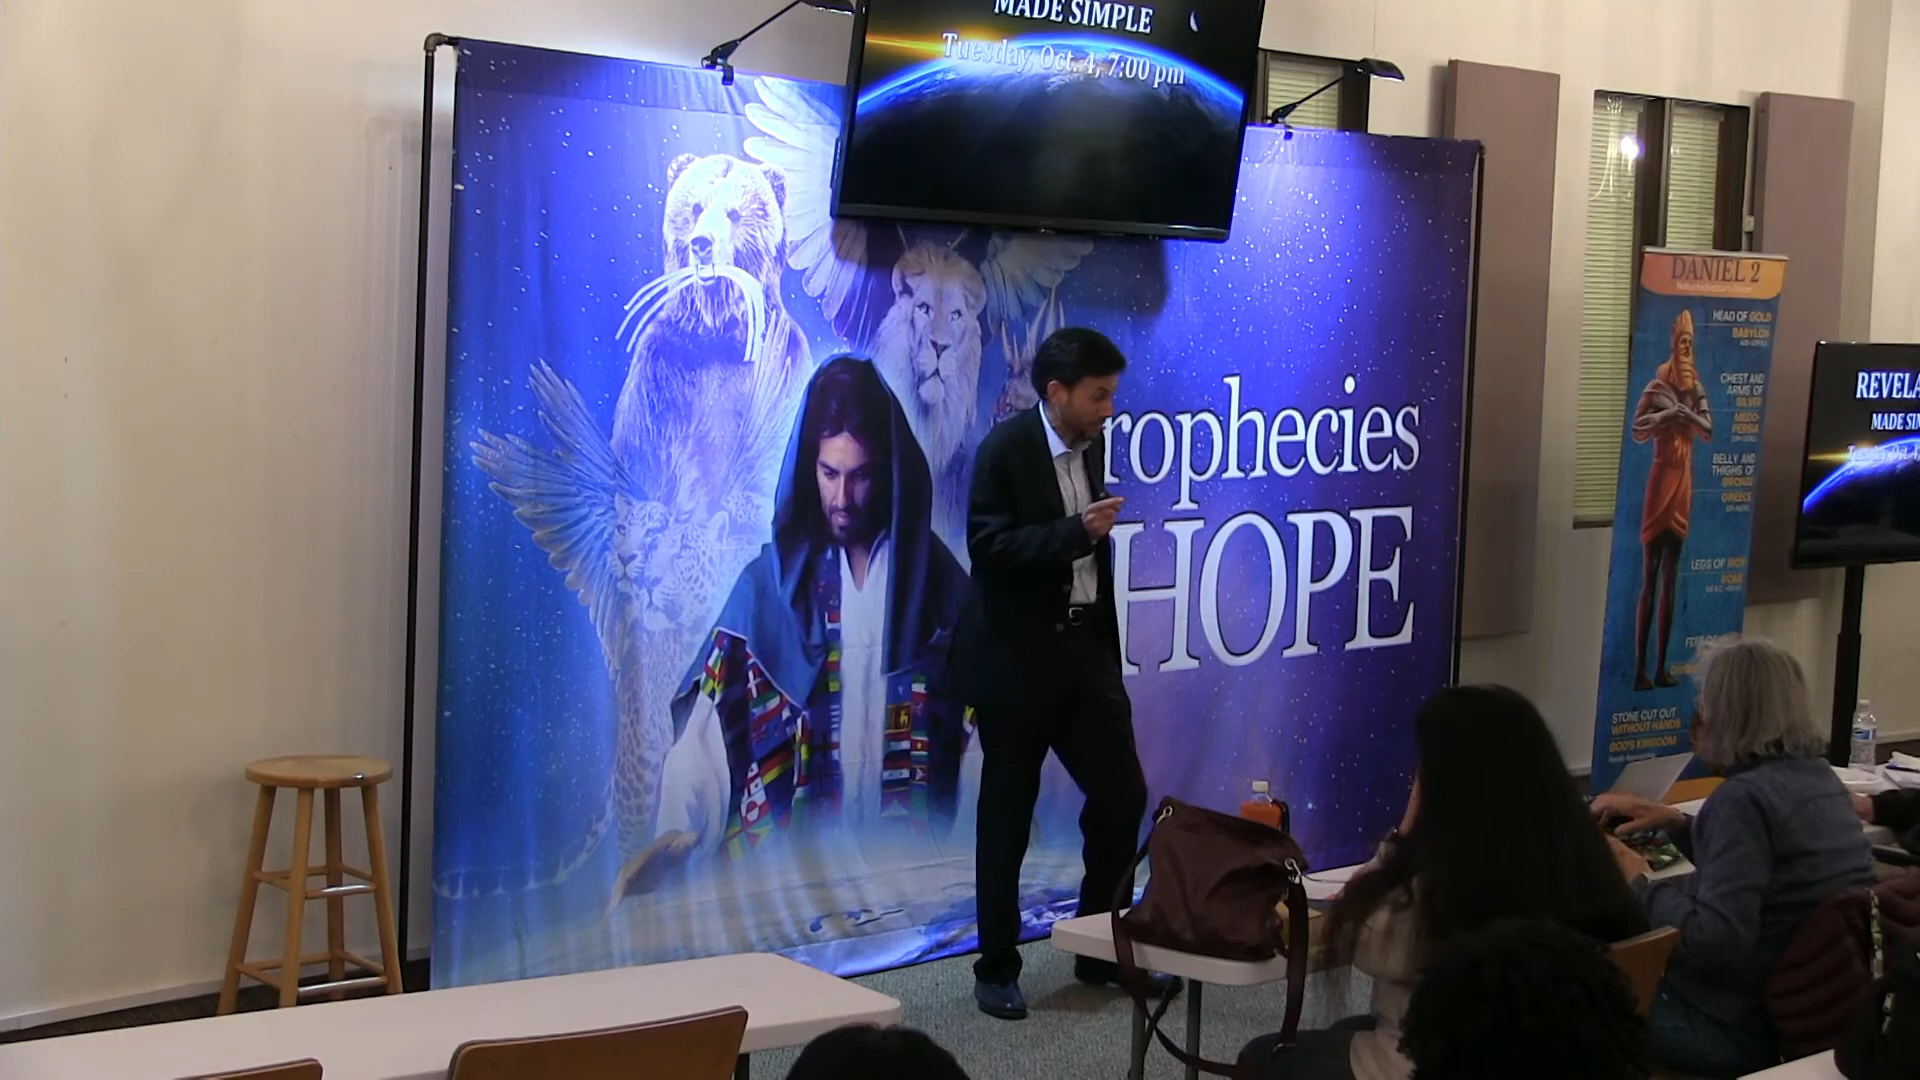 MADE SIMPLE
Tuesday, Oct. 4, 7:00 pm
rophecies
HOPE
DANIEL 2
Nebuchadnezzar's Dream
HEAD OF GOLD
BABYLON
CHEST AND
ARMS OF
SILVER
MEDO-
PERSIA
BELLY AND
THIGHS OF
BRONZE
GREECE
LEGS OF IRON
ROME
STONE CUT OUT
WITHOUT HANDS
GOD'S KINGDOM
REVELA
MADE SIM